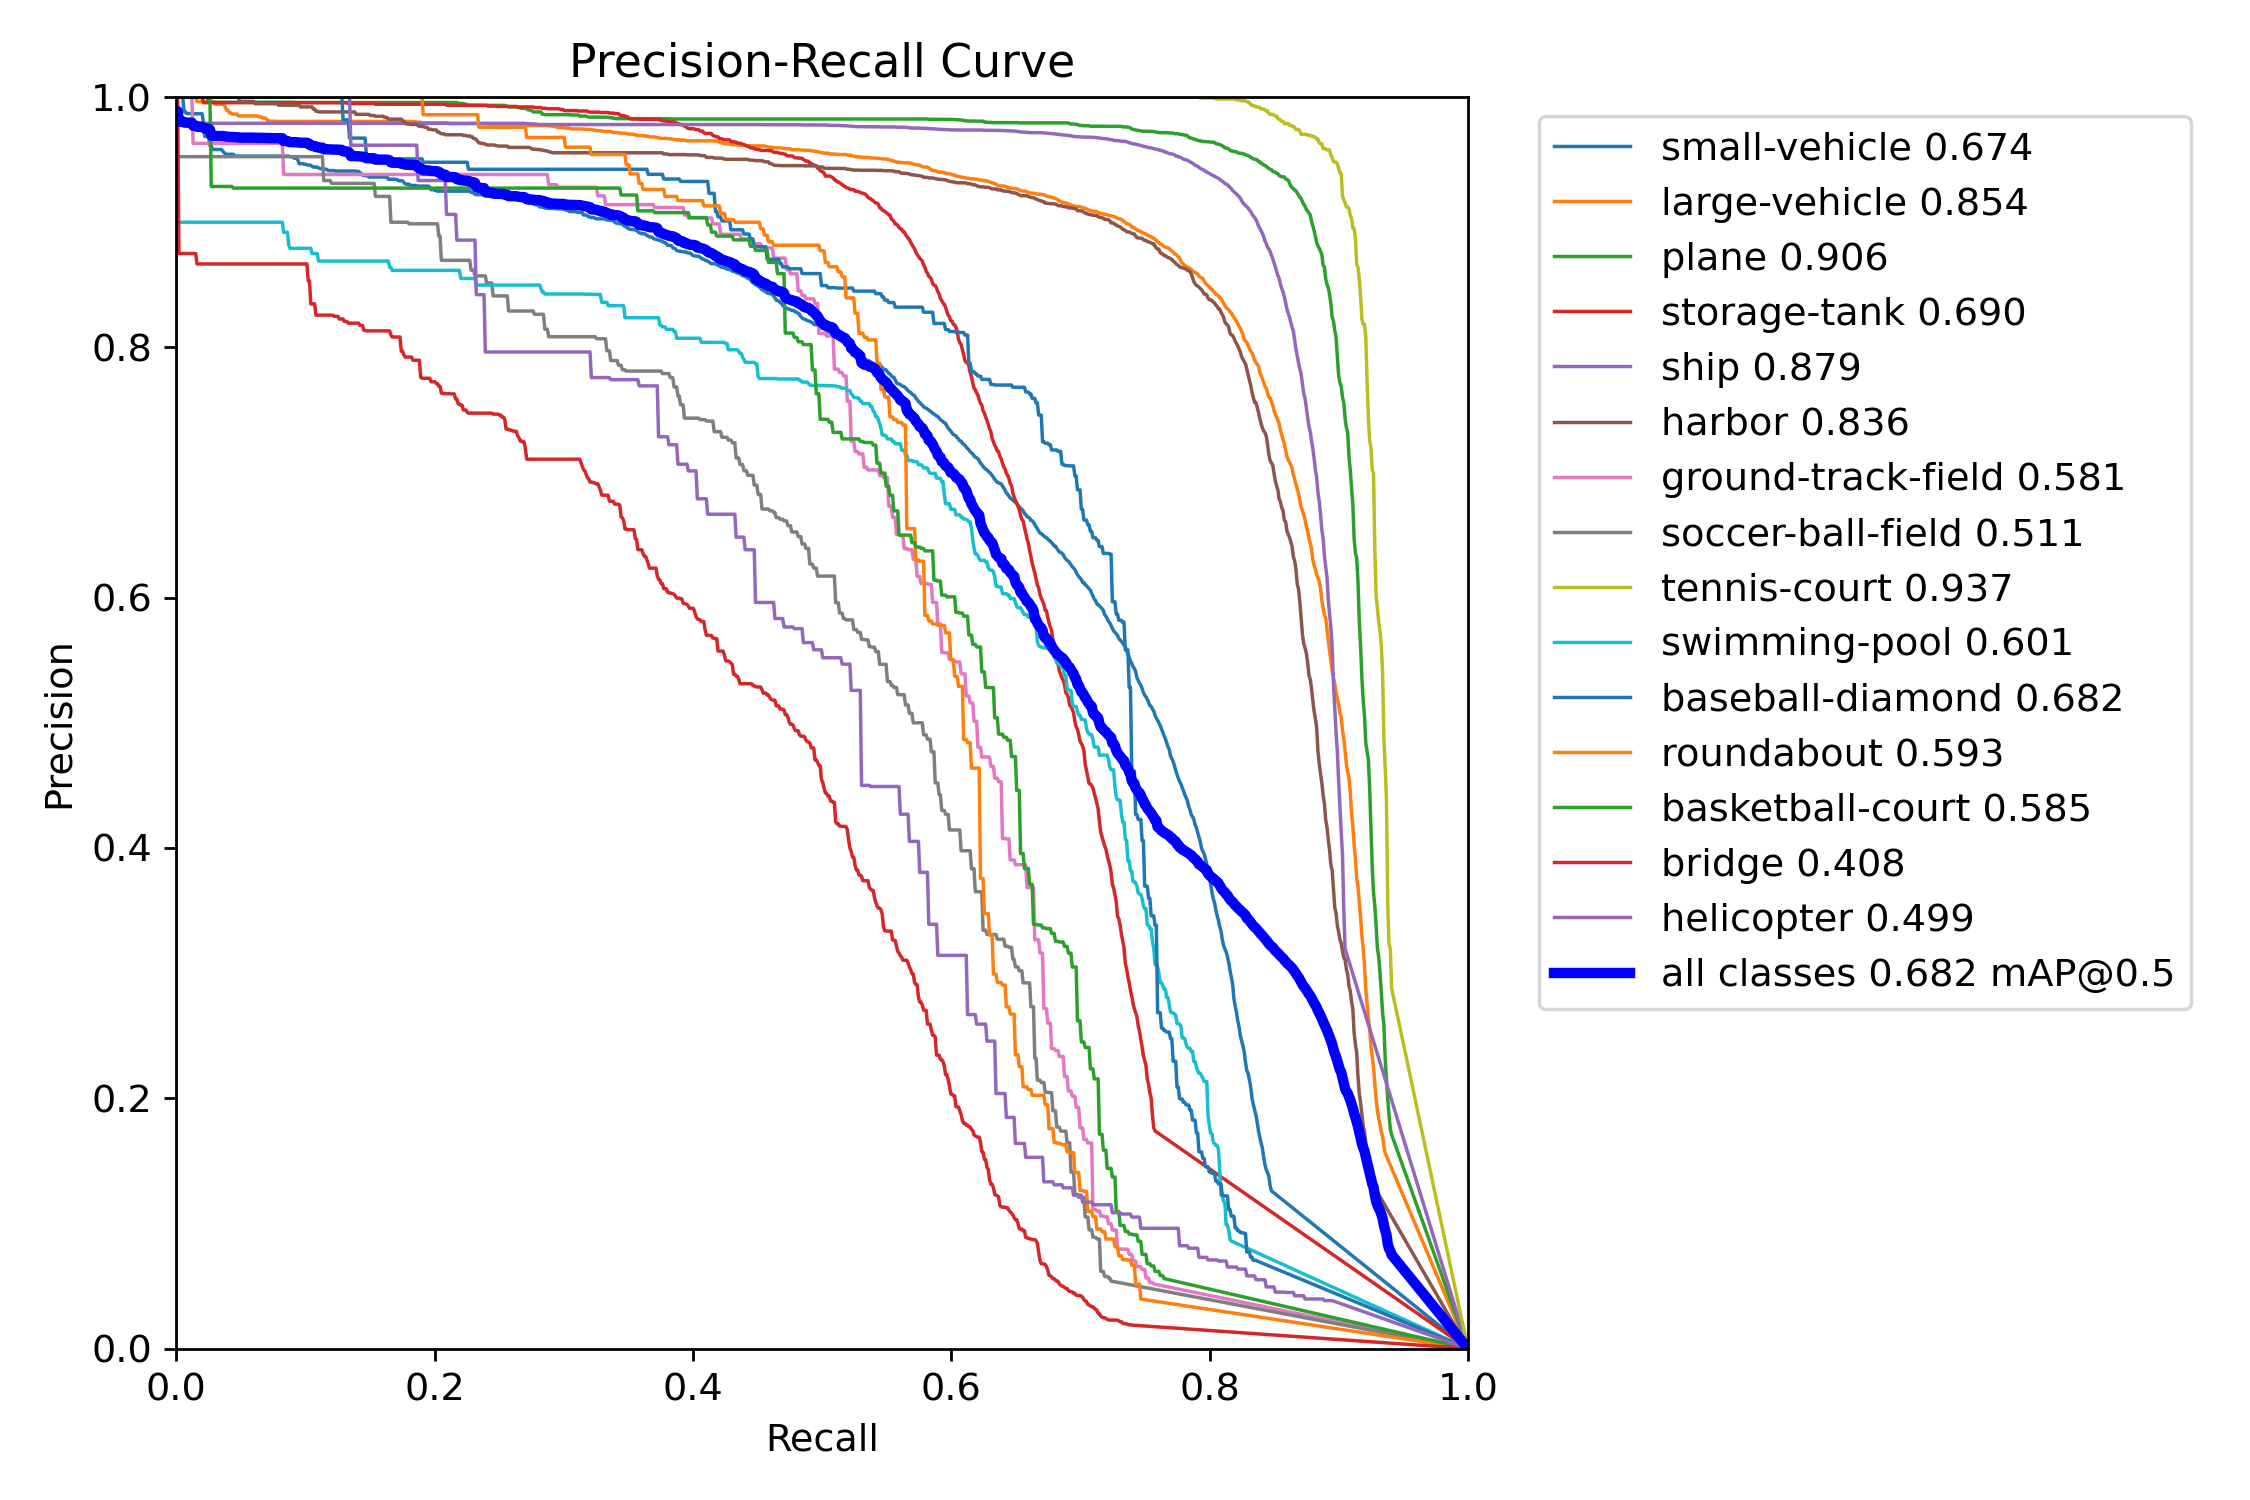 Precision-Recall Curve
1.0
0.8
0.6
0.4
0.2
0.0
Precision
0.0 0.2 0.4 0.6 0.8 1.0
Recall
small-vehicle 0.674
large-vehicle 0.854
plane 0.906
storage-tank 0.690
ship 0.879
harbor 0.836
ground-track-field 0.581
soccer-ball-field 0.511
tennis-court 0.937
swimming-pool 0.601
baseball-diamond 0.682
roundabout 0.593
basketball-court 0.585
bridge 0.408
helicopter 0.499
all classes 0.682 mAP@0.5